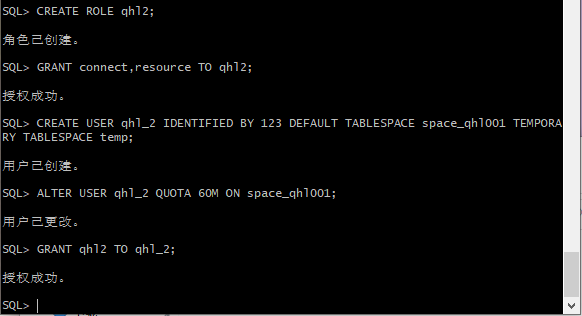 SQL> CREATE ROLE qhl2;
角色已创建。
SQL> GRANT connect,resource TO qhl2;
授权成功。
SQL> CREATE USER qhl_2 IDENTIFIED BY 123 DEFAULT TABLESPACE space_qhl001 TEMPORA
RY TABLESPACE temp;
用户已创建。
SQL> ALTER USER qhl_2 QUOTA 60M ON space_qhl001;
用户已更改。
SQL> GRANT qhl2 TO qhl_2;
授权成功。
SQL>